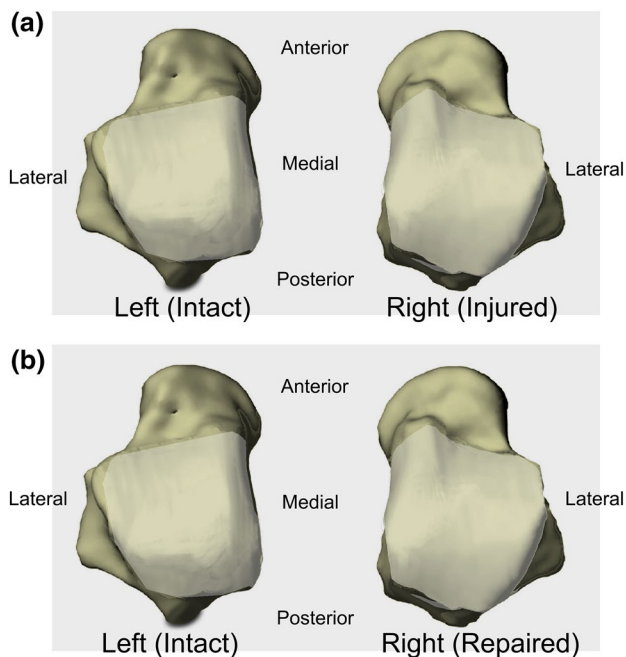 (a)
Anterior
Lateral
Medial
Lateral
Posterior
Left (Intact)
Right (Injured)
(b)
Anterior
Lateral
Medial
Lateral
Posterior
Left (Intact)
Right (Repaired)